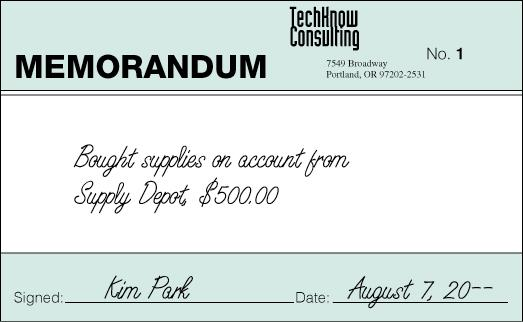 TechKnow
Consulting
MEMORANDUM
7549 Broadway
Portland, OR 97202-2531
No. 1
Bought supplies on account from
Supply Depot, $500.00
Signed: Kim Park Date: August 7, 20--